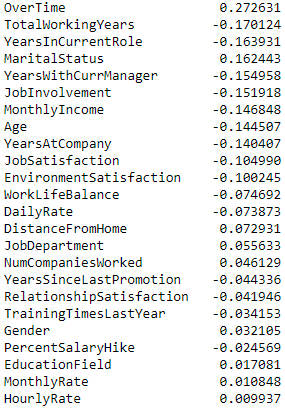 OverTime 0.272631
TotalWorkingYears -0.170124
YearsInCurrentRole -0.163931
MaritalStatus 0.162443
YearsWithCurrManager -0.154958
JobInvolvement -0.151918
MonthlyIncome -0.146848
Age -0.144507
YearsAtCompany -0.140407
JobSatisfaction -0.104990
EnvironmentSatisfaction -0.100245
WorkLifeBalance -0.074692
DailyRate -0.073873
DistanceFromHome 0.072931
JobDepartment 0.055633
NumCompaniesWorked 0.046129
YearsSinceLastPromotion -0.044336
RelationshipSatisfaction -0.041946
TrainingTimesLastYear -0.034153
Gender 0.032105
PercentSalaryHike -0.024569
EducationField 0.017081
MonthlyRate 0.010848
HourlyRate 0.009937